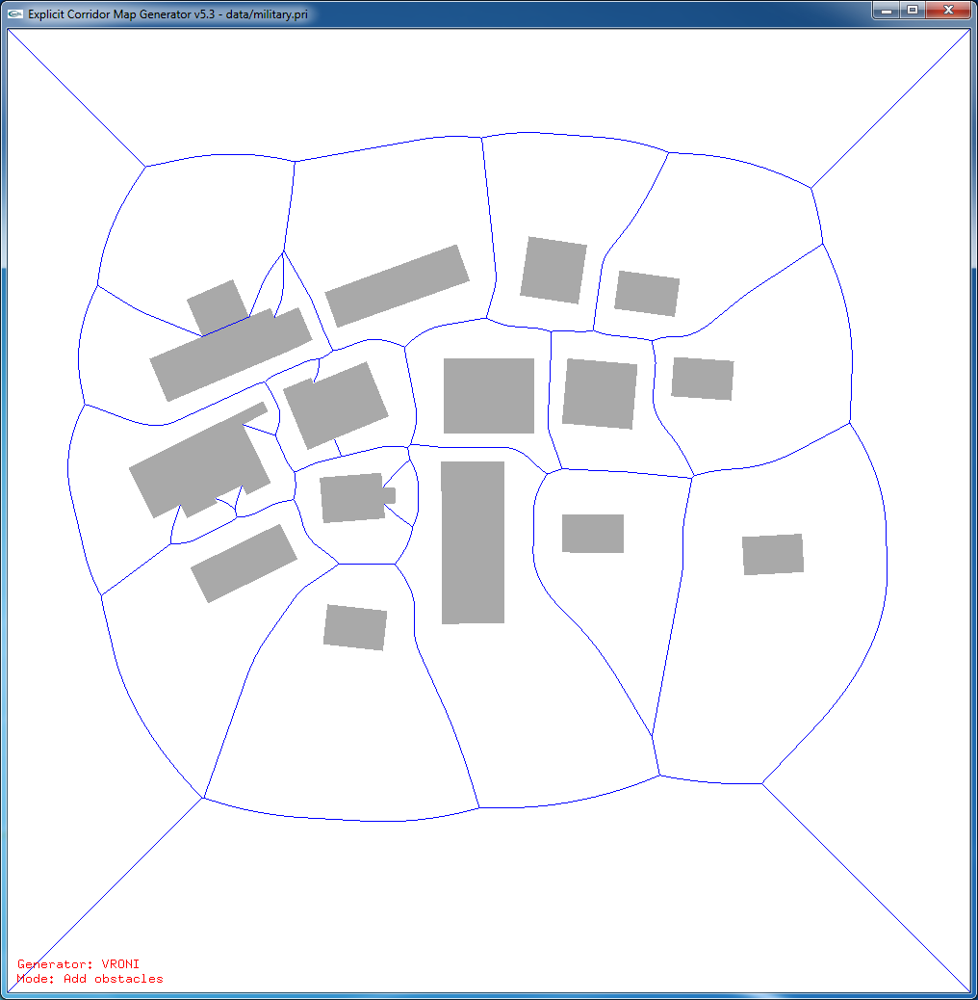 Explicit Corridor Map Generator v5.3 - data/military.pri
Generator: VRONI
Mode: Add obstacles